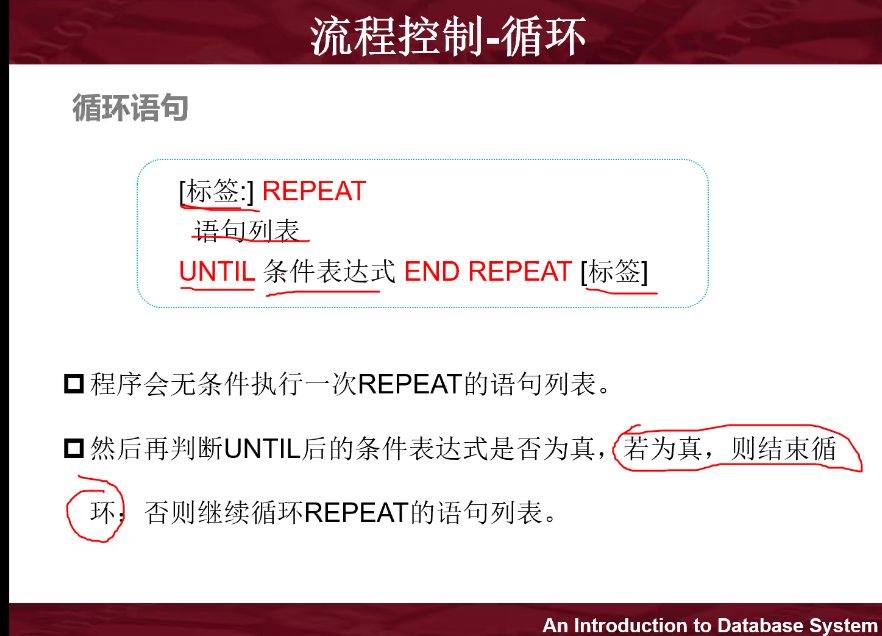 流程控制-循环
循环语句
[标签:] REPEAT
语句列表
UNTIL 条件表达式 END REPEAT [标签]
程序会无条件执行一次REPEAT的语句列表。
然后再判断UNTIL后的条件表达式是否为真，若为真，则结束循
环；否则继续循环REPEAT的语句列表。
An Introduction to Database System